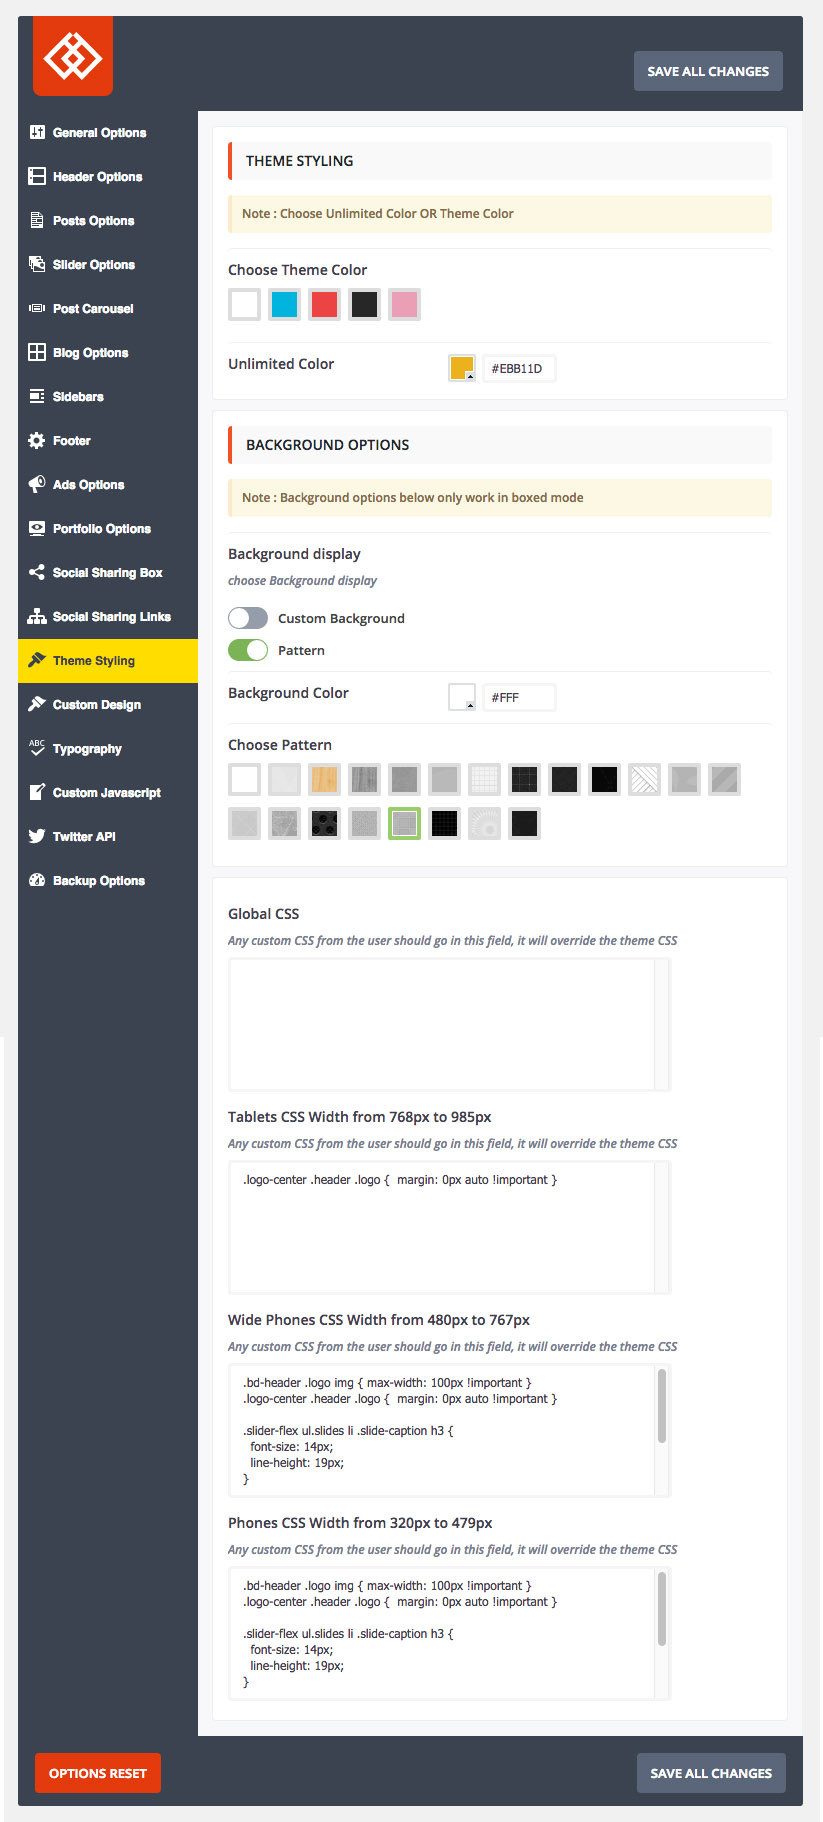 SAVE ALL CHANGES
General Options
Header Options
Posts Options
Slider Options
Post Carousel
Blog Options
Sidebars
Footer
Ads Options
Portfolio Options
Social Sharing Box
Social Sharing Links
Theme Styling
Custom Design
ABC
Typography
Custom Javascript
Twitter API
Backup Options
THEME STYLING
Note : Choose Unlimited Color OR Theme Color
Choose Theme Color
Unlimited Color
#EBB11D
BACKGROUND OPTIONS
Note : Background options below only work in boxed mode
Background display
choose Background display
Custom Background
Pattern
Background Color
#FFF
Choose Pattern
Global CSS
Any custom CSS from the user should go in this field, it will override the theme CSS
Tablets CSS Width from 768px to 985px
Any custom CSS from the user should go in this field, it will override the theme CSS
.logo-center .header .logo {  margin: 0px auto !important }
Wide Phones CSS Width from 480px to 767px
Any custom CSS from the user should go in this field, it will override the theme CSS
.bd-header .logo img { max-width: 100px !important }
.logo-center .header .logo {  margin: 0px auto !important }
.slider-flex ul.slides li .slide-caption h3 {
font-size: 14px;
line-height: 19px;
}
Phones CSS Width from 320px to 479px
Any custom CSS from the user should go in this field, it will override the theme CSS
.bd-header .logo img { max-width: 100px !important }
.logo-center .header .logo {  margin: 0px auto !important }
.slider-flex ul.slides li .slide-caption h3 {
font-size: 14px;
line-height: 19px;
}
OPTIONS RESET
SAVE ALL CHANGES